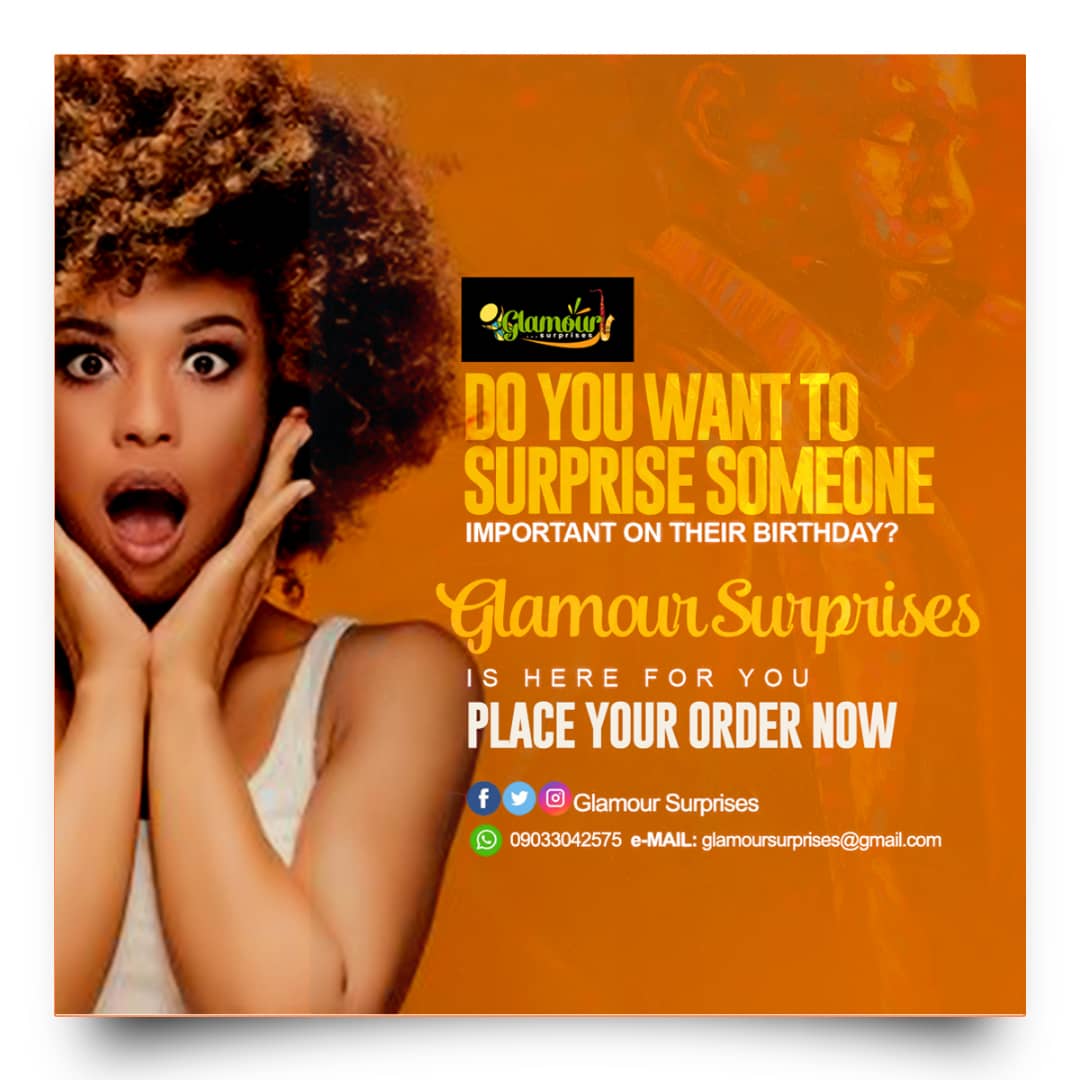 Glamour
...surprises
DO YOU WANT TO
SURPRISE SOMEONE
IMPORTANT ON THEIR BIRTHDAY?
Glamour Surprises
IS HERE FOR YOU
PLACE YOUR ORDER NOW
Glamour Surprises
09033042575 e-MAIL: glamoursurprises@gmail.com